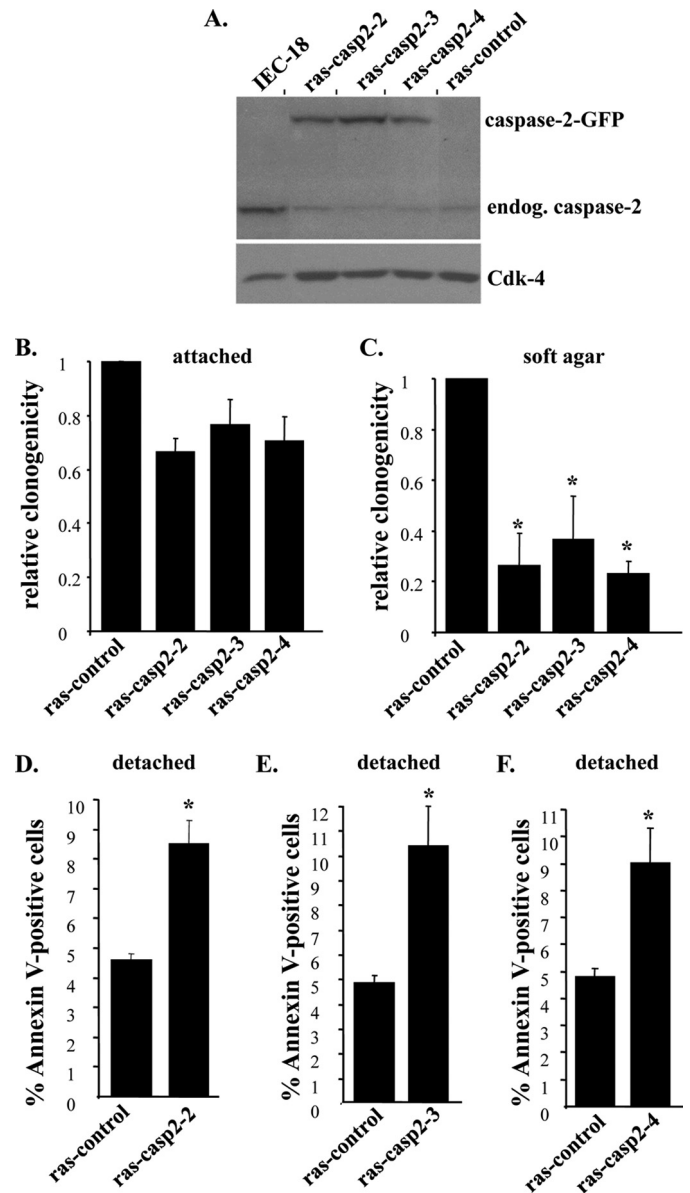 A.
IEC-18
ras-casp2-2
ras-casp2-3
ras-casp2-4
ras-control
caspase-2-GFP
endog. caspase-2
Cdk-4
B.
attached
relative clonogenicity
1
0.8
0.6
0.4
0.2
0
ras-control
ras-casp2-2
ras-casp2-3
ras-casp2-4
C.
soft agar
relative clonogenicity
1
0.8
0.6
0.4
0.2
0
*
*
*
ras-control
ras-casp2-2
ras-casp2-3
ras-casp2-4
D.
detached
% Annexin V-positive cells
10
9
8
7
6
5
4
3
2
1
0
*
ras-control
ras-casp2-2
E.
detached
% Annexin V-positive cells
12
11
10
9
8
7
6
5
4
3
2
1
0
*
ras-control
ras-casp2-3
F.
detached
% Annexin V-positive cells
11
10
9
8
7
6
5
4
3
2
1
0
*
ras-control
ras-casp2-4